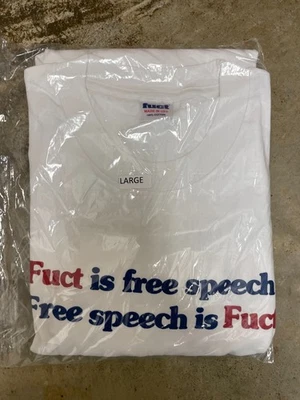 fuct
LARGE
Fuct is free speech
Free speech is Fuct